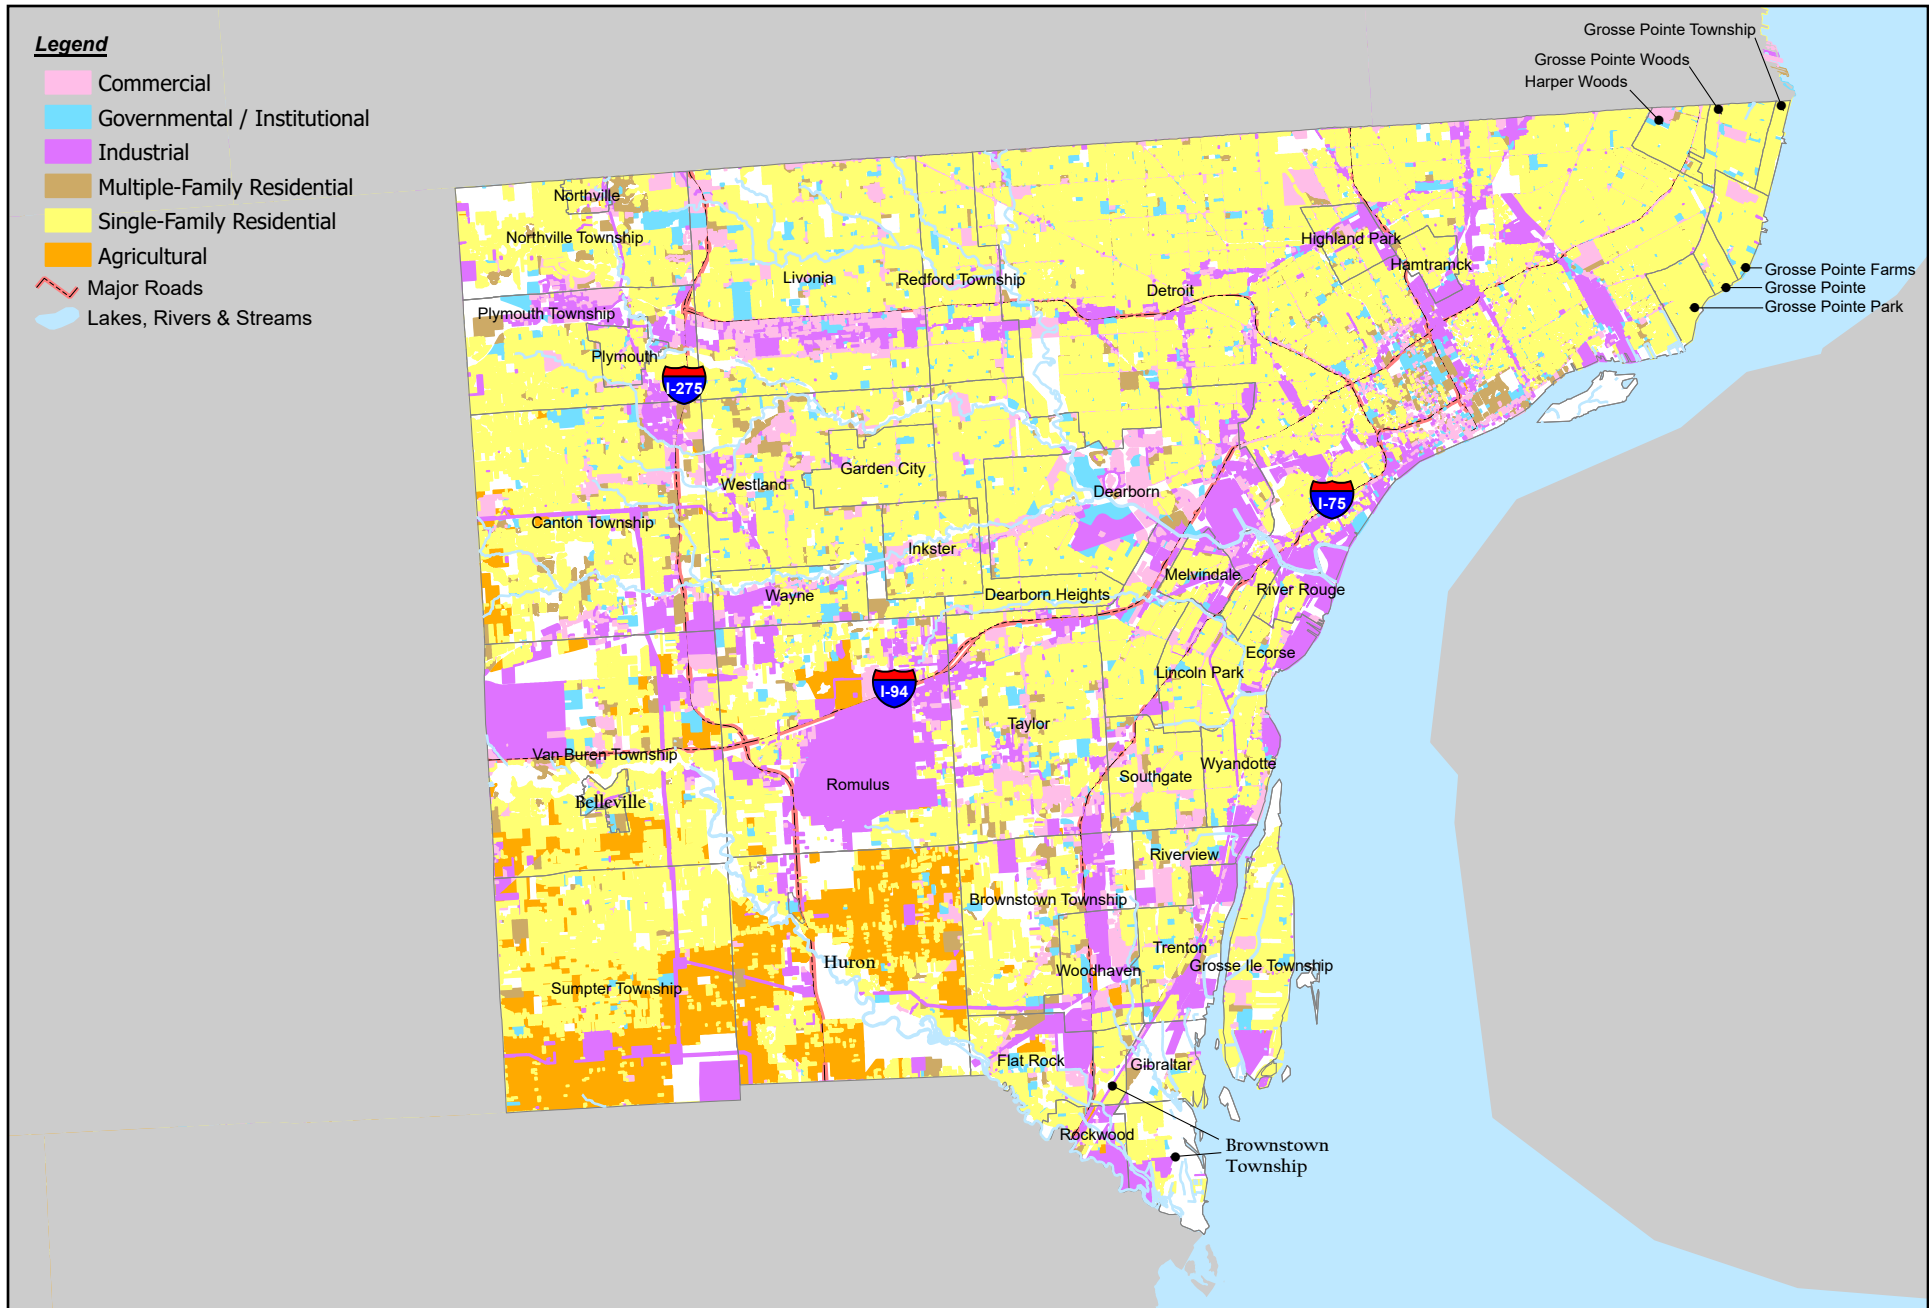 Legend
Commercial
Governmental / Institutional
Industrial
Multiple-Family Residential
Single-Family Residential
Agricultural
Major Roads
Lakes, Rivers & Streams
Grosse Pointe Township
Grosse Pointe Woods
Harper Woods
Northville
Northville Township
Livonia
Redford Township
Detroit
Highland Park
Hamtramck
Grosse Pointe Farms
Grosse Pointe
Grosse Pointe Park
Plymouth Township
Plymouth
I-275
Garden City
Westland
Dearborn
I-75
Canton Township
Inkster
Melvindale
River Rouge
Wayne
Dearborn Heights
Ecorse
Lincoln Park
I-94
Taylor
Van Buren Township
Wyandotte
Southgate
Romulus
Belleville
Riverview
Brownstown Township
Trenton
Huron
Woodhaven
Grosse Ile Township
Sumpter Township
Flat Rock
Gibraltar
Rockwood
Brownstown
Township